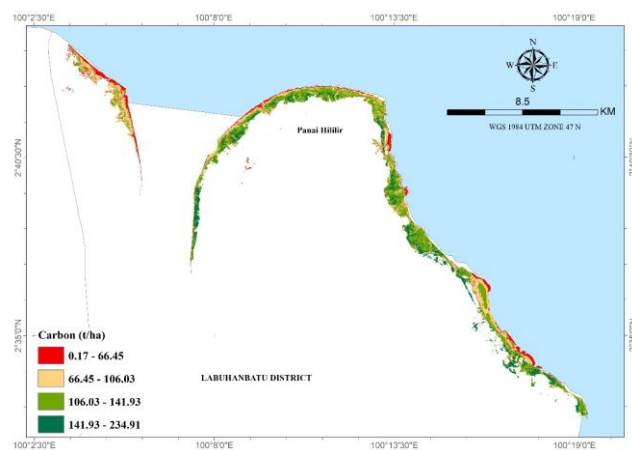 100°2'30"E 100°8'0"E 100°13'30"E 100°19'0"E
N
W E
S
8.5
KM
WGS 1984 UTM ZONE 47 N
Panai Hililir
2°40'30"N
2°35'0"N
Carbon (t/ha)
0.17 - 66.45
66.45 - 106.03
106.03 - 141.93
141.93 - 234.91
LABUHANBATU DISTRICT
100°2'30"E 100°8'0"E 100°13'30"E 100°19'0"E